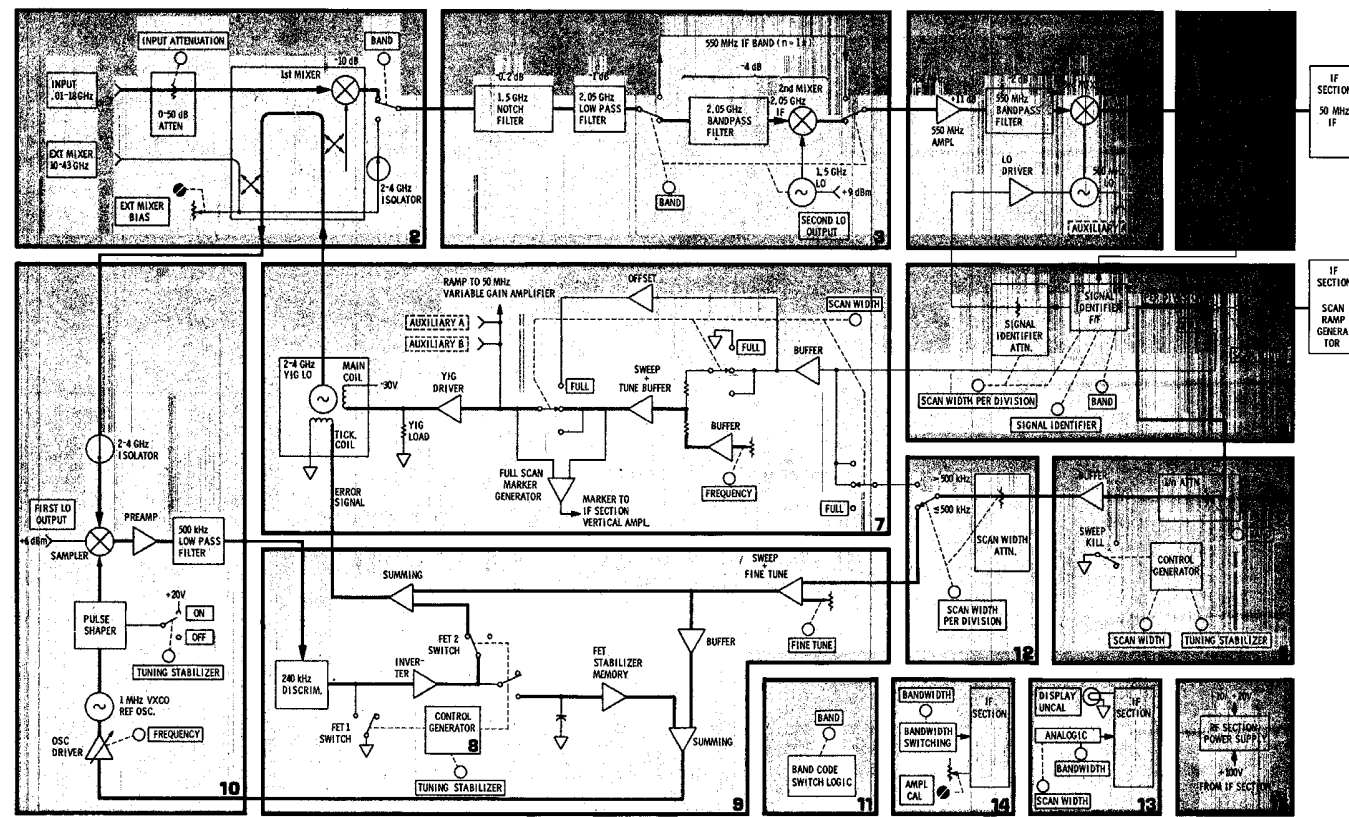 INPUT ATTENUATION
BAND
-10 dB
1st MIXER
INPUT
.01-18GHz
0-50 dB
ATTEN
EXT MIXER
10-43 GHz
EXT MIXER
BIAS
2-4 GHz
ISOLATOR
2
-0.2 dB
1.5 GHz
NOTCH
FILTER
-1 dB
2.05 GHz
LOW PASS
FILTER
550 MHz IF BAND
-4 dB
2.05 GHz
BANDPASS
FILTER
2nd MIXER
2.05 GHz
IF
1.5 GHz
LO
+9 dBm
BAND
SECOND LO
OUTPUT
3
+11 dB
550 MHz
AMPL
550 MHz
BANDPASS
FILTER
LO
DRIVER
500 MHz
LO
AUXILIARY A
IF
SECTION
50 MHz
IF
RAMP TO 50 MHz
VARIABLE GAIN AMPLIFIER
AUXILIARY A
AUXILIARY B
OFFSET
SCAN WIDTH
2-4 GHz
YIG LO
MAIN
COIL
-30V
TICK.
COIL
YIG
DRIVER
YIG
LOAD
FULL
SWEEP
+
TUNE BUFFER
FULL
BUFFER
BUFFER
FREQUENCY
FULL SCAN
MARKER
GENERATOR
MARKER TO
IF SECTION
VERTICAL AMPL.
ERROR
SIGNAL
FULL
7
SIGNAL
IDENTIFIER
ATTN.
SIGNAL
IDENTIFIER
F/F
SCAN WIDTH PER DIVISION
BAND
SIGNAL IDENTIFIER
IF
SECTION
SCAN
RAMP
GENERA-
TOR
2-4 GHz
ISOLATOR
FIRST LO
OUTPUT
+6 dBm
SAMPLER
PREAMP
500 kHz
LOW PASS
FILTER
PULSE
SHAPER
+20V
ON
OFF
TUNING STABILIZER
1 MHz VXCO
REF OSC.
OSC
DRIVER
FREQUENCY
10
SUMMING
SWEEP
+
FINE TUNE
FINE TUNE
BUFFER
FET 2
SWITCH
240 kHz
DISCRIM.
INVER-
TER
FET
STABILIZER
MEMORY
FET 1
SWITCH
CONTROL
GENERATOR
8
TUNING STABILIZER
SUMMING
9
>500 kHz
≤500 kHz
SCAN WIDTH
ATTN.
SCAN WIDTH
PER DIVISION
12
BUFFER
1/n ATTN
SWEEP
KILL
CONTROL
GENERATOR
SCAN WIDTH
TUNING STABILIZER
BAND
BAND CODE
SWITCH LOGIC
11
BANDWIDTH
BANDWIDTH
SWITCHING
IF
SECTION
AMPL
CAL
14
DISPLAY
UNCAL
IF
SECTION
ANALOGIC
BANDWIDTH
SCAN WIDTH
13
RF SECTION
POWER SUPPLY
+100V
FROM IF SECTION